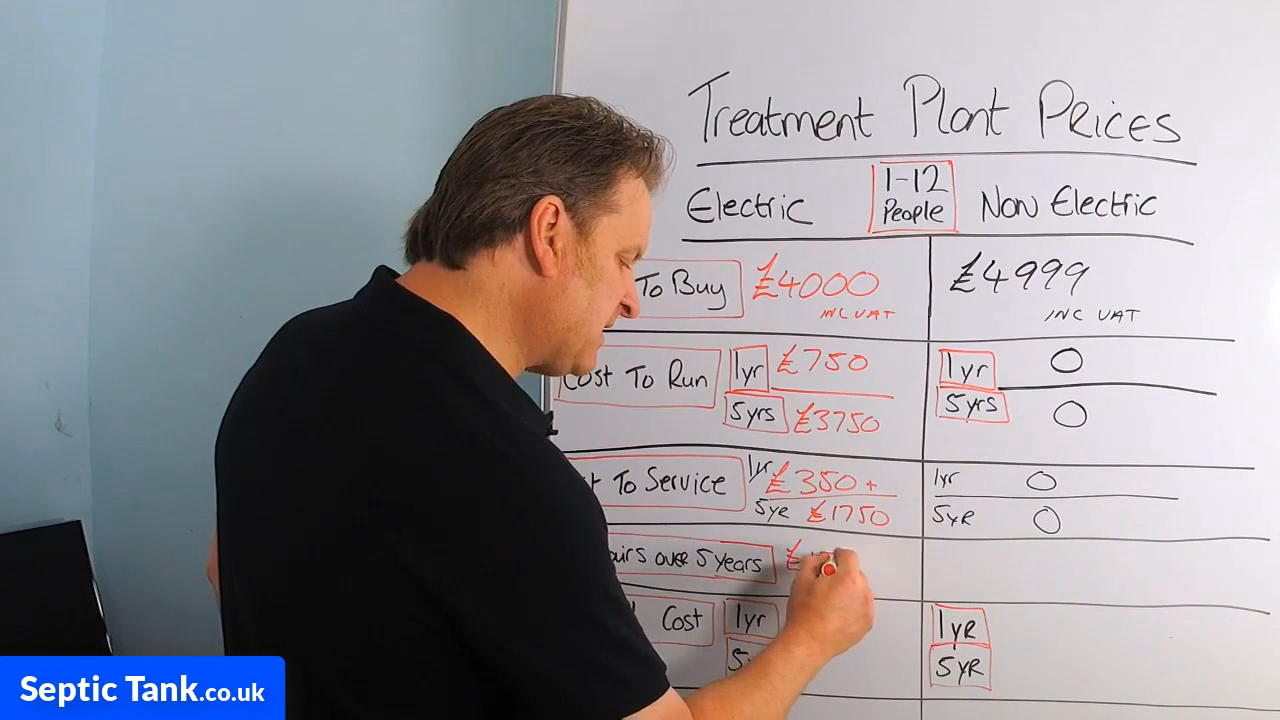 Treatment Plant Prices
Electric
1-12
People
Non Electric
To Buy
£4000
INC VAT
£4999
INC VAT
Cost To Run
1yr
£750
5yrs
£3750
1yr
0
5yrs
0
To Service
1yr
£350+
5YR
£1750
1yr
0
5YR
0
over 5 years
£
Cost
1yr
1YR
5YR
Septic Tank.co.uk